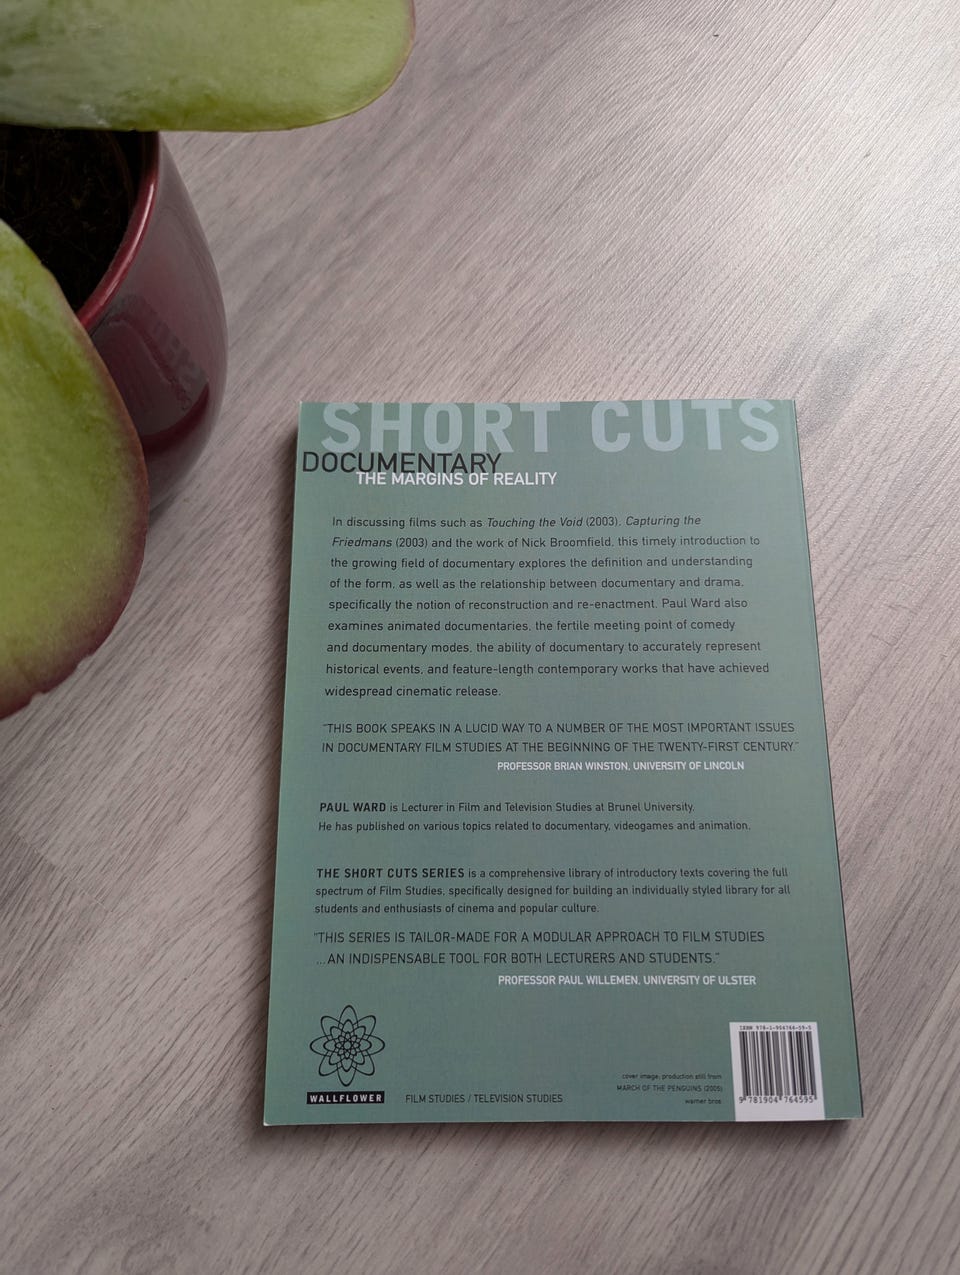 SHORT CUTS
DOCUMENTARY
THE MARGINS OF REALITY
In discussing films such as Touching the Void (2003), Capturing the
Friedmans (2003) and the work of Nick Broomfield, this timely introduction to
the growing field of documentary explores the definition and understanding
of the form, as well as the relationship between documentary and drama,
specifically the notion of reconstruction and re-enactment. Paul Ward also
examines animated documentaries, the fertile meeting point of comedy
and documentary modes, the ability of documentary to accurately represent
historical events, and feature-length contemporary works that have achieved
widespread cinematic release.
"THIS BOOK SPEAKS IN A LUCID WAY TO A NUMBER OF THE MOST IMPORTANT ISSUES
IN DOCUMENTARY FILM STUDIES AT THE BEGINNING OF THE TWENTY-FIRST CENTURY."
PROFESSOR BRIAN WINSTON, UNIVERSITY OF LINCOLN
PAUL WARD is Lecturer in Film and Television Studies at Brunel University.
He has published on various topics related to documentary, videogames and animation.
THE SHORT CUTS SERIES is a comprehensive library of introductory texts covering the full
spectrum of Film Studies, specifically designed for building an individually styled library for all
students and enthusiasts of cinema and popular culture.
"THIS SERIES IS TAILOR-MADE FOR A MODULAR APPROACH TO FILM STUDIES
...AN INDISPENSABLE TOOL FOR BOTH LECTURERS AND STUDENTS."
PROFESSOR PAUL WILLEMEN, UNIVERSITY OF ULSTER
WALLFLOWER
FILM STUDIES / TELEVISION STUDIES
cover image: production still from
MARCH OF THE PENGUINS (2005)
warner bros
ISBN 978-1-904764-59-5
9 781904 764595